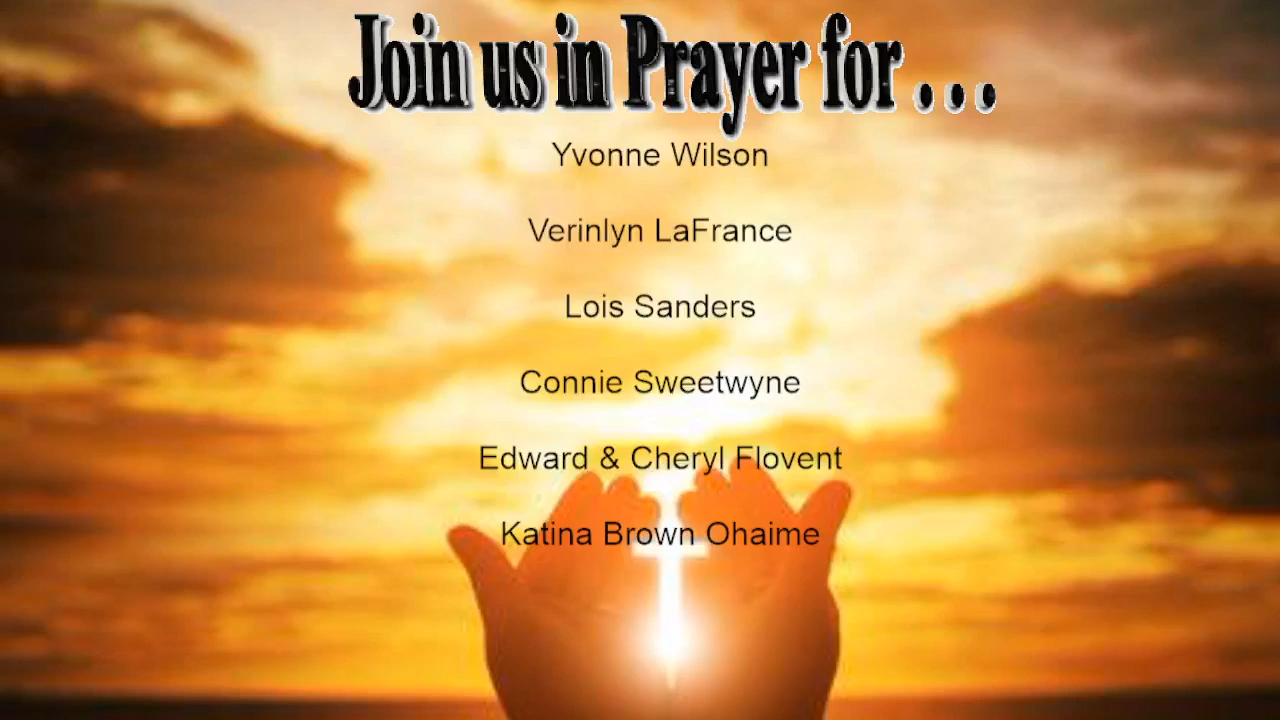 Join us in Prayer for . . .
Yvonne Wilson
Verinlyn LaFrance
Lois Sanders
Connie Sweetwyne
Edward & Cheryl Flovent
Katina Brown Ohaime